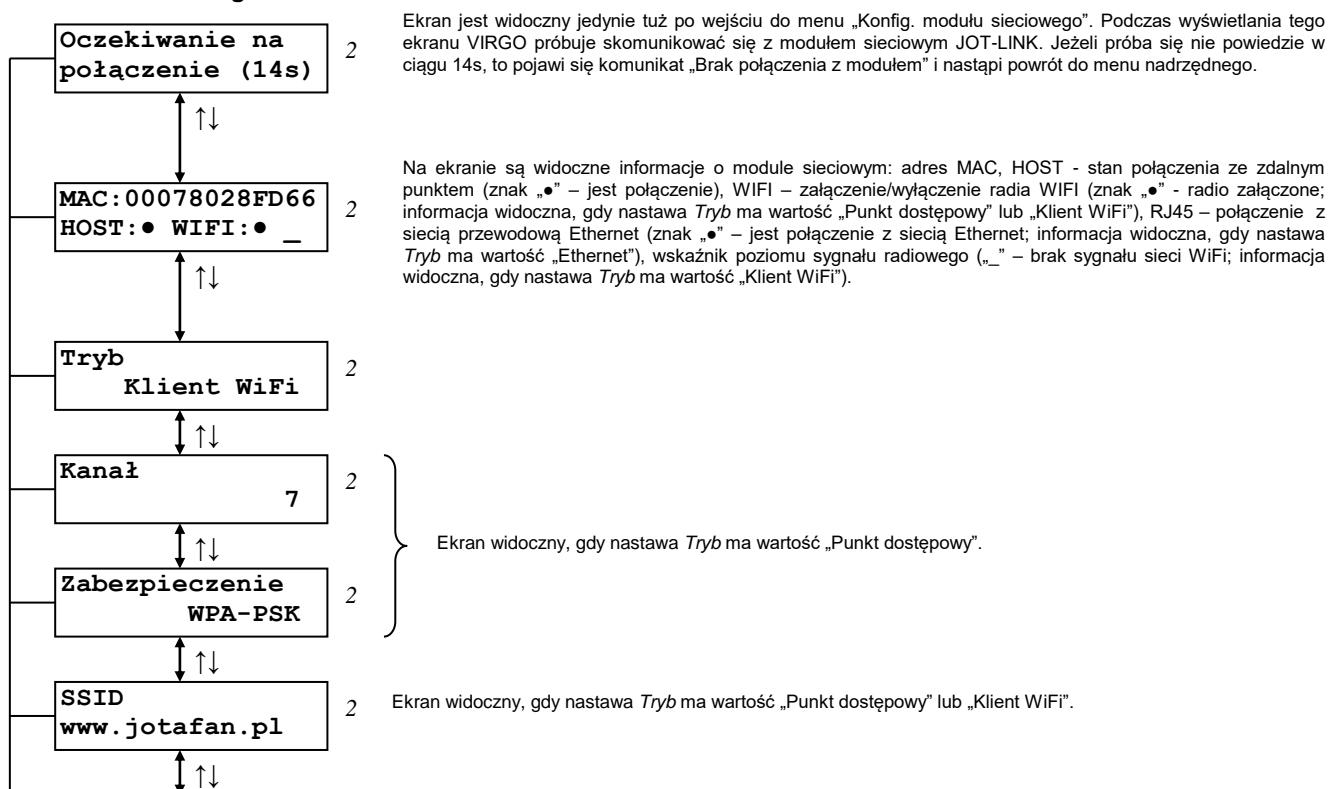 Oczekiwanie na
połączenie (14s)
2
Ekran jest widoczny jedynie tuż po wejściu do menu „Konfig. modułu sieciowego”. Podczas wyświetlania tego
ekranu VIRGO próbuje skomunikować się z modułem sieciowym JOT-LINK. Jeżeli próba się nie powiedzie w
ciągu 14s, to pojawi się komunikat „Brak połączenia z modułem” i nastąpi powrót do menu nadrzędnego.
↑↓
MAC:00078028FD66
HOST:● WIFI:● _
2
Na ekranie są widoczne informacje o module sieciowym: adres MAC, HOST - stan połączenia ze zdalnym
punktem (znak „●” – jest połączenie), WIFI – załączenie/wyłączenie radia WIFI (znak „●” - radio załączone;
informacja widoczna, gdy nastawa Tryb ma wartość „Punkt dostępowy” lub „Klient WiFi”), RJ45 – połączenie z
siecią przewodową Ethernet (znak „●” – jest połączenie z siecią Ethernet; informacja widoczna, gdy nastawa
Tryb ma wartość „Ethernet”), wskaźnik poziomu sygnału radiowego („_” – brak sygnału sieci WiFi; informacja
widoczna, gdy nastawa Tryb ma wartość „Klient WiFi”).
↑↓
Tryb
Klient WiFi
2
↑↓
Kanał
7
2
↑↓
Ekran widoczny, gdy nastawa Tryb ma wartość „Punkt dostępowy”.
Zabezpieczenie
WPA-PSK
2
↑↓
SSID
www.jotafan.pl
2
Ekran widoczny, gdy nastawa Tryb ma wartość „Punkt dostępowy” lub „Klient WiFi”.
↑↓